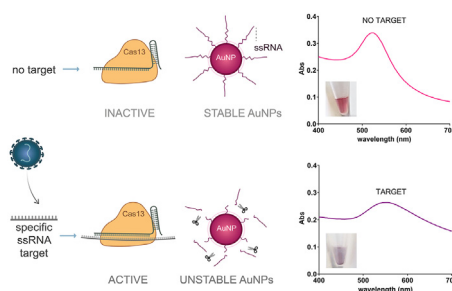 no target
Cas13
INACTIVE
ssRNA
AuNP
STABLE AuNPs
NO TARGET
Abs
0.4
0.3
0.2
0.1
0.0
400
500
600
700
wavelength (nm)
specific
ssRNA
target
Cas13
ACTIVE
AuNP
UNSTABLE AuNPs
TARGET
Abs
0.4
0.3
0.2
0.1
0.0
400
500
600
wavelength (nm)